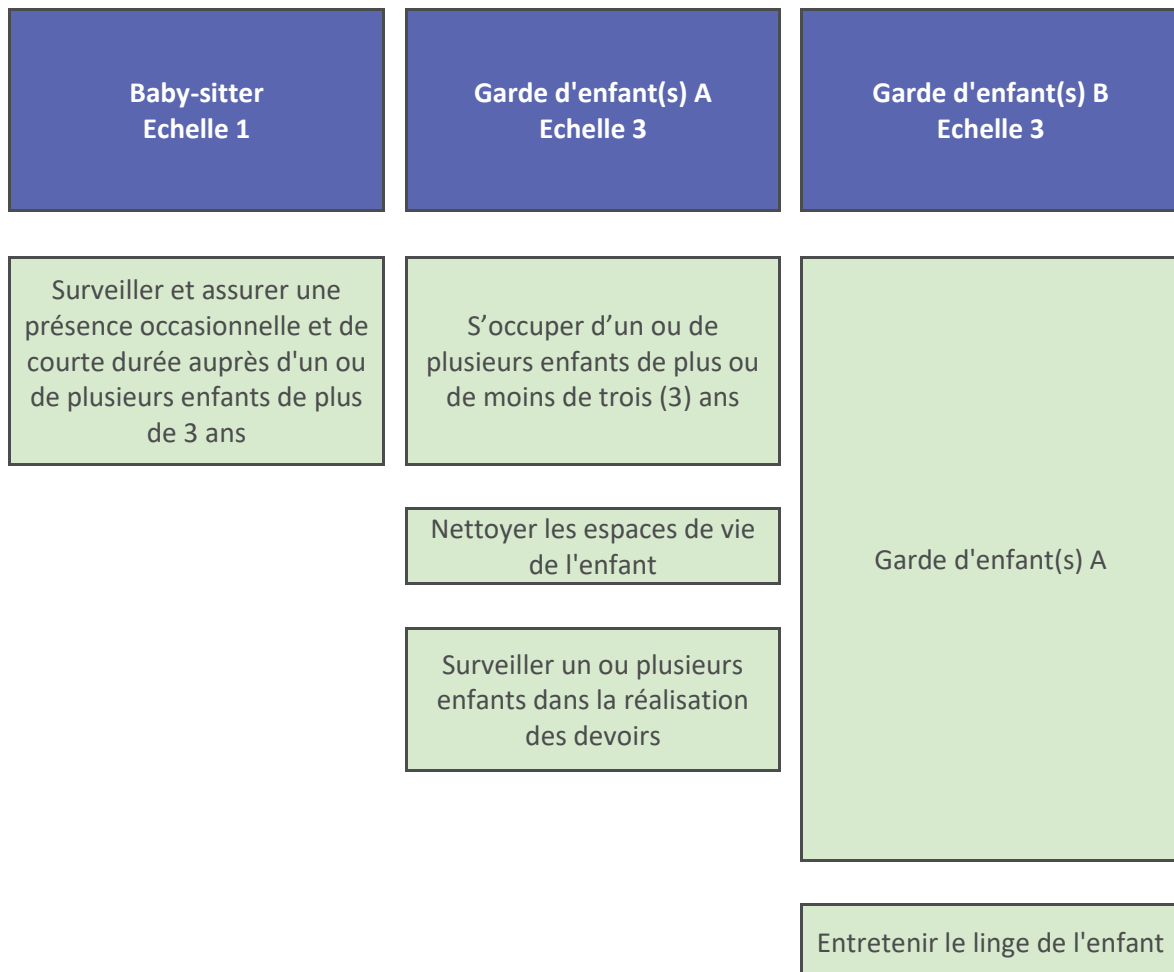 Baby-sitter
Echelle 1
Garde d'enfant(s) A
Echelle 3
Garde d'enfant(s) B
Echelle 3
Surveiller et assurer une
présence occasionnelle et de
courte durée auprès d'un ou
de plusieurs enfants de plus
de 3 ans
S’occuper d’un ou de
plusieurs enfants de plus ou
de moins de trois (3) ans
Nettoyer les espaces de vie
de l'enfant
Surveiller un ou plusieurs
enfants dans la réalisation
des devoirs
Garde d'enfant(s) A
Entretenir le linge de l'enfant